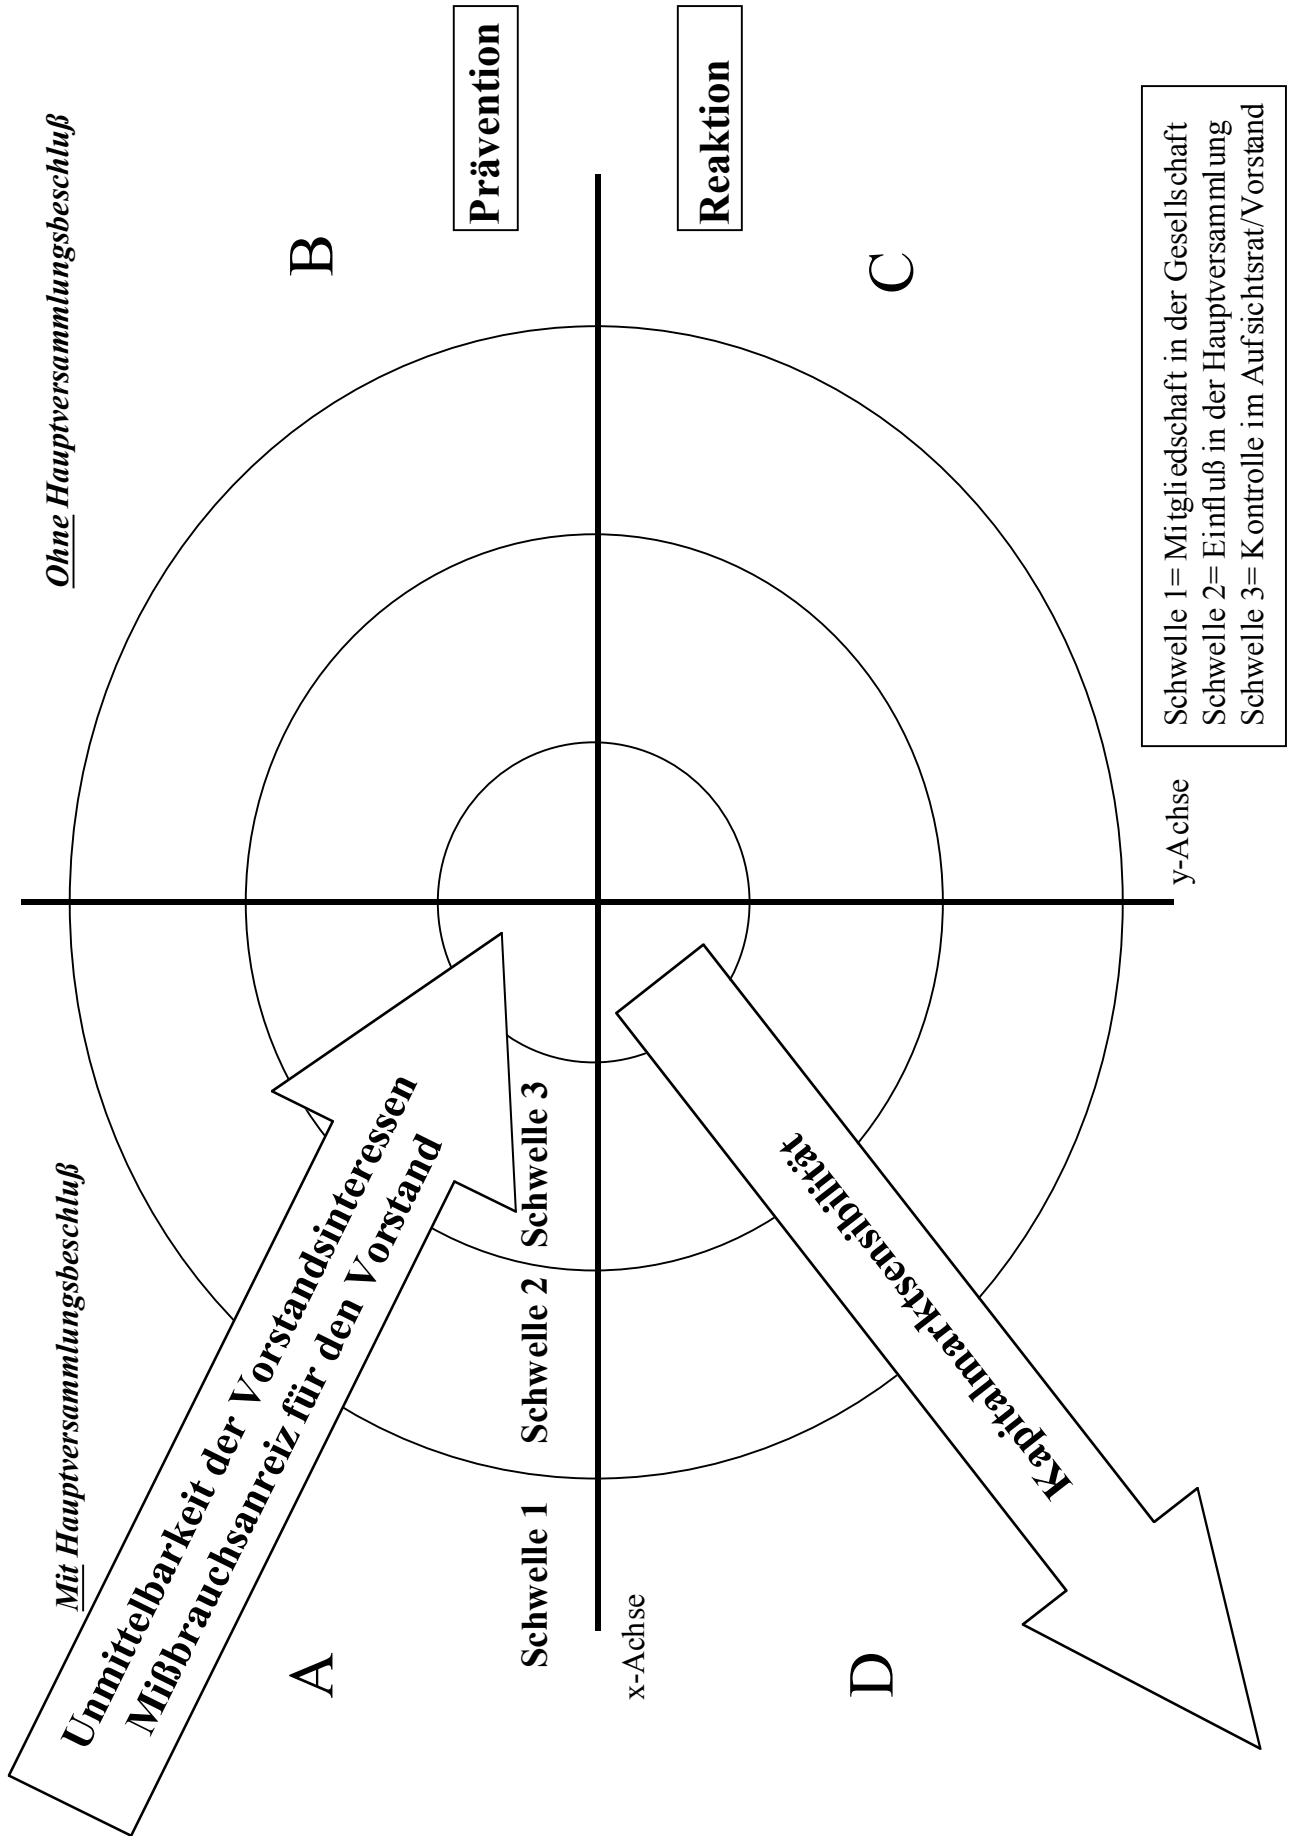 Mit Hauptversammlungsbeschluß
Ohne Hauptversammlungsbeschluß
Unmittelbarkeit der Vorstandsinteressen
Mißbrauchsanreiz für den Vorstand
A
B
Prävention
Schwelle 1
Schwelle 2
Schwelle 3
x-Achse
Reaktion
Kapitalmarktsensibilität
D
C
y-Achse
Schwelle 1= Mitgliedschaft in der Gesellschaft
Schwelle 2= Einfluß in der Hauptversammlung
Schwelle 3= Kontrolle im Aufsichtsrat/Vorstand